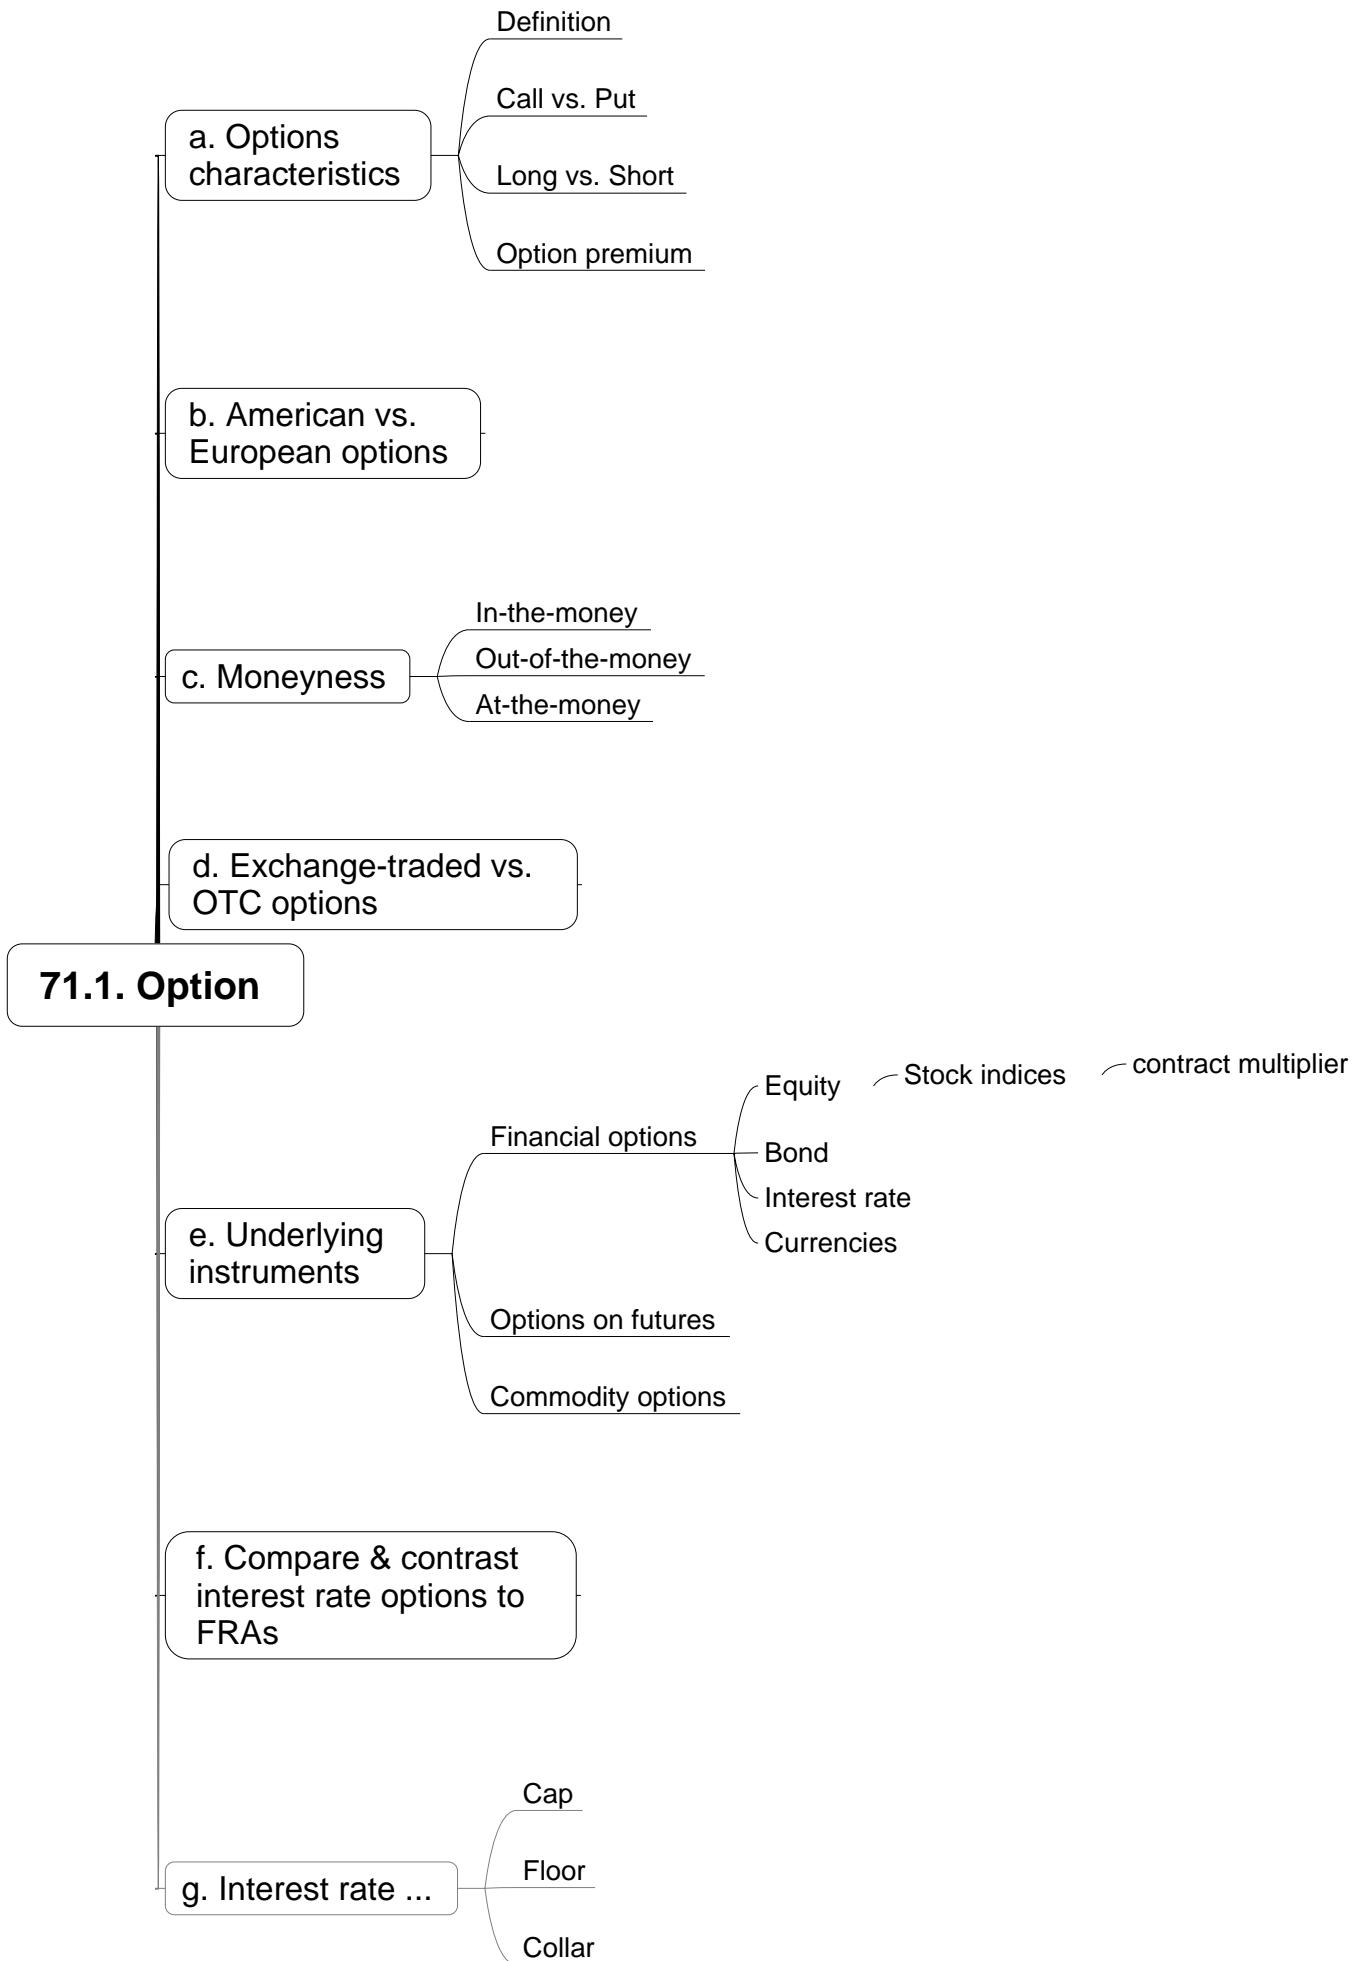 Definition
Call vs. Put
a. Options
characteristics
Long vs. Short
Option premium
b. American vs.
European options
In-the-money
c. Moneyness
Out-of-the-money
At-the-money
d. Exchange-traded vs.
OTC options
71.1. Option
Equity
Stock indices
contract multiplier
Financial options
Bond
Interest rate
Currencies
e. Underlying
instruments
Options on futures
Commodity options
f. Compare & contrast
interest rate options to
FRAs
Cap
g. Interest rate ...
Floor
Collar